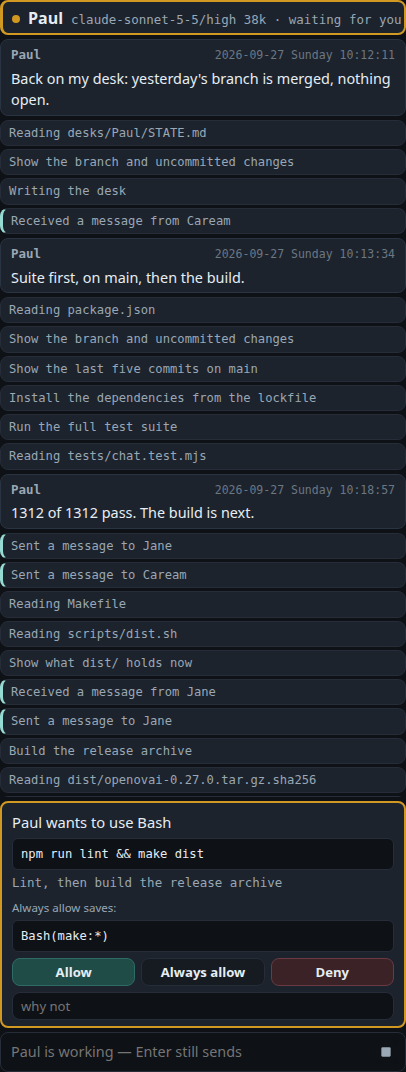 Paul claude-sonnet-5-5/high 38k · waiting for you
Paul 2026-09-27 Sunday 10:12:11
Back on my desk: yesterday's branch is merged, nothing
open.
Reading desks/Paul/STATE.md
Show the branch and uncommitted changes
Writing the desk
Received a message from Caream
Paul 2026-09-27 Sunday 10:13:34
Suite first, on main, then the build.
Reading package.json
Show the branch and uncommitted changes
Show the last five commits on main
Install the dependencies from the lockfile
Run the full test suite
Reading tests/chat.test.mjs
Paul 2026-09-27 Sunday 10:18:57
1312 of 1312 pass. The build is next.
Sent a message to Jane
Sent a message to Caream
Reading Makefile
Reading scripts/dist.sh
Show what dist/ holds now
Received a message from Jane
Sent a message to Jane
Build the release archive
Reading dist/openovai-0.27.0.tar.gz.sha256
Paul wants to use Bash
npm run lint && make dist
Lint, then build the release archive
Always allow saves:
Bash(make:*)
Allow Always allow Deny
why not
Paul is working — Enter still sends